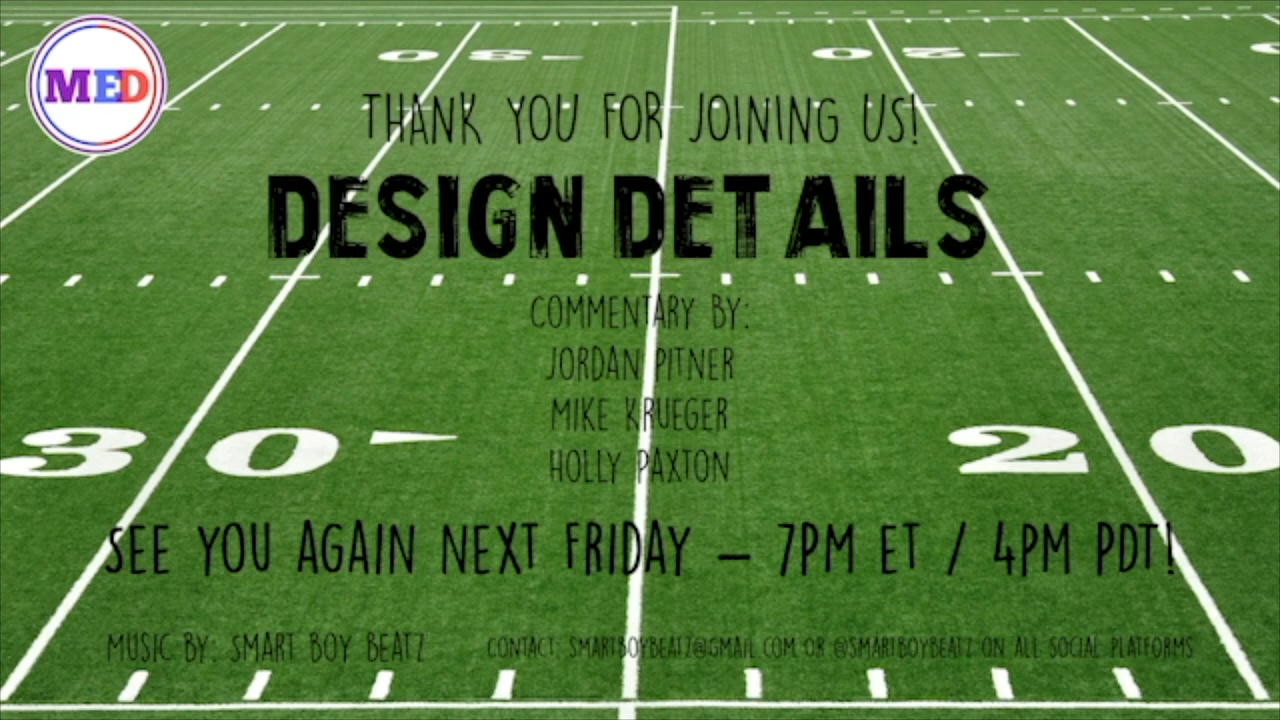 MED
THANK YOU FOR JOINING US!
DESIGN DETAILS
COMMENTARY BY:
JORDAN PITNER
MIKE KRUEGER
HOLLY PAXTON
30 20
SEE YOU AGAIN NEXT FRIDAY – 7PM ET / 4PM PDT!
MUSIC BY: SMART BOY BEATZ CONTACT: SMARTBOYBEATZ@GMAIL.COM OR @SMARTBOYBEATZ ON ALL SOCIAL PLATFORMS